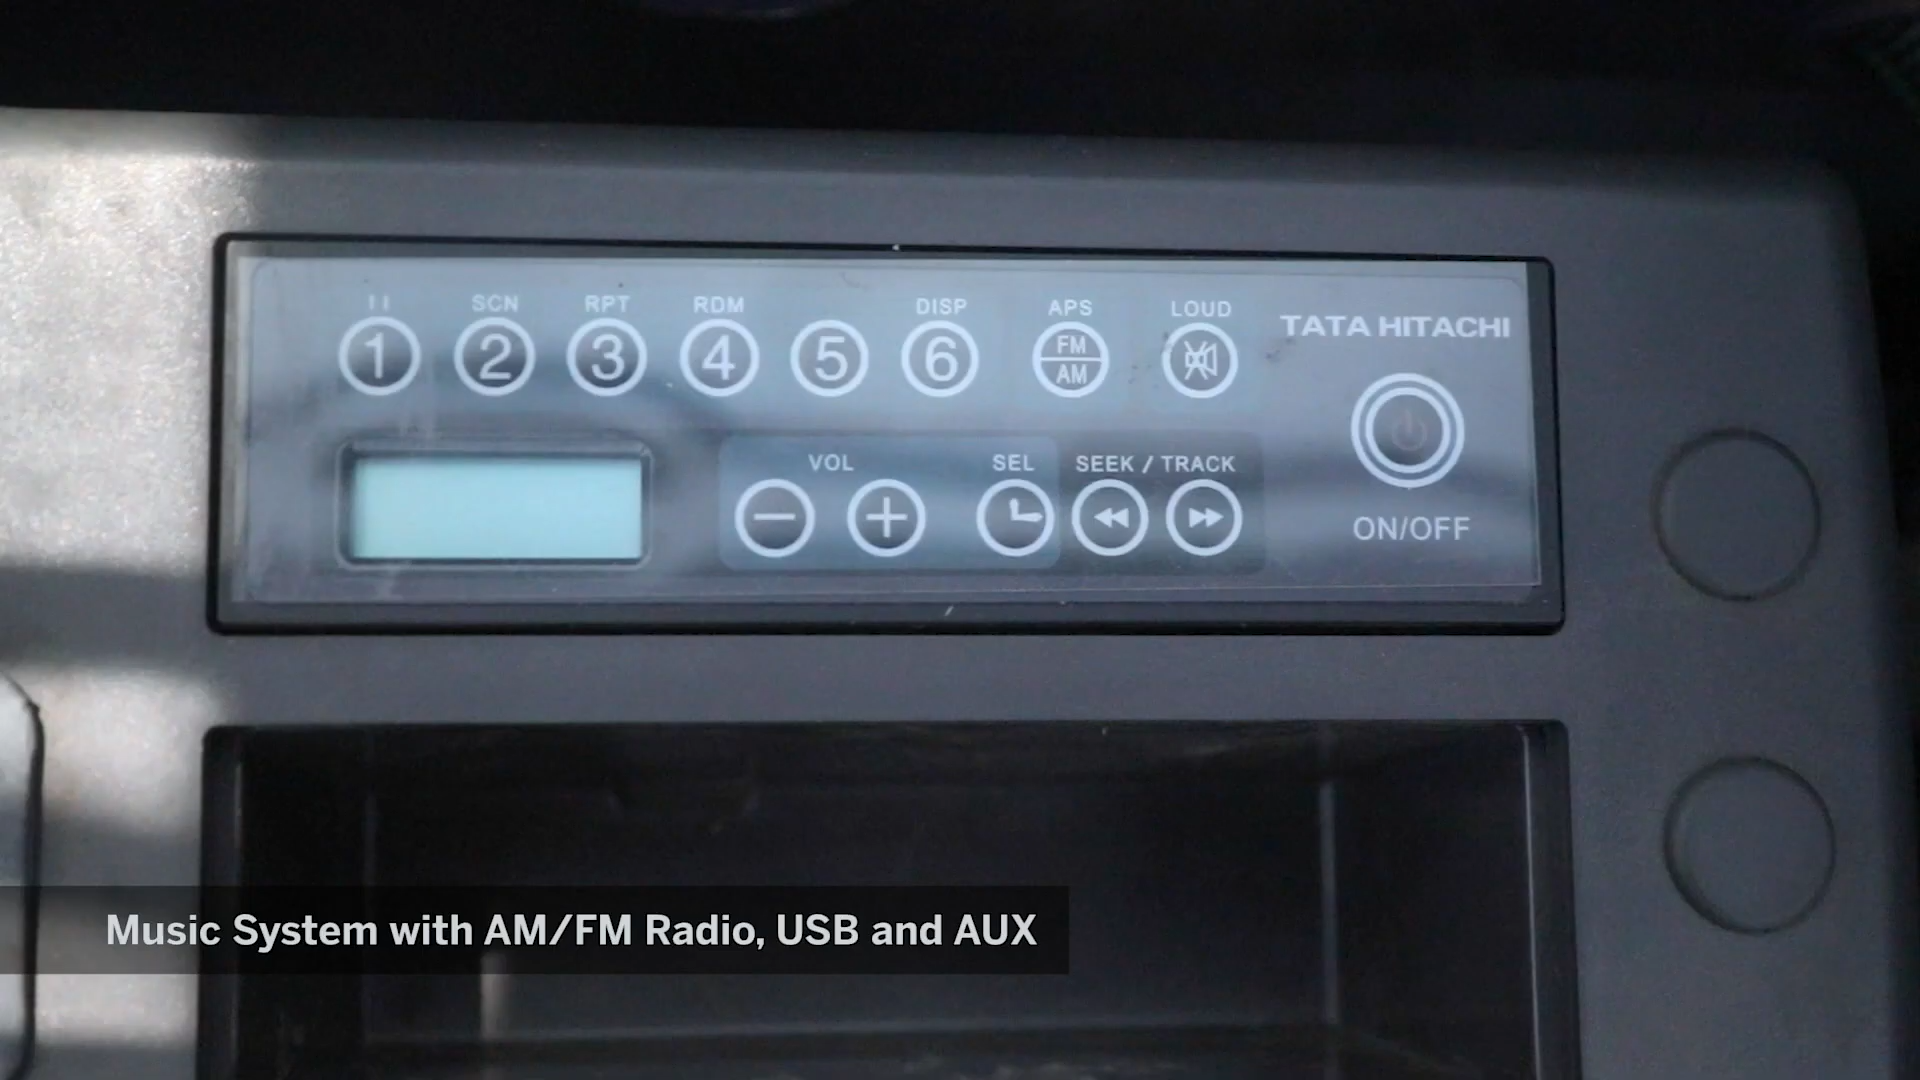 SCN RPT RDM DISP APS LOUD
1 2 3 4 5 6 FM AM
TATA HITACHI
VOL SEL SEEK / TRACK
ON/OFF
Music System with AM/FM Radio, USB and AUX